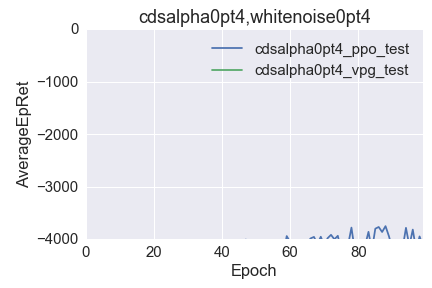 cdsalpha0pt4,whitenoise0pt4
cdsalpha0pt4_ppo_test
cdsalpha0pt4_vpg_test
AverageEpRet
0
−1000
−2000
−3000
−4000
0 20 40 60 80
Epoch